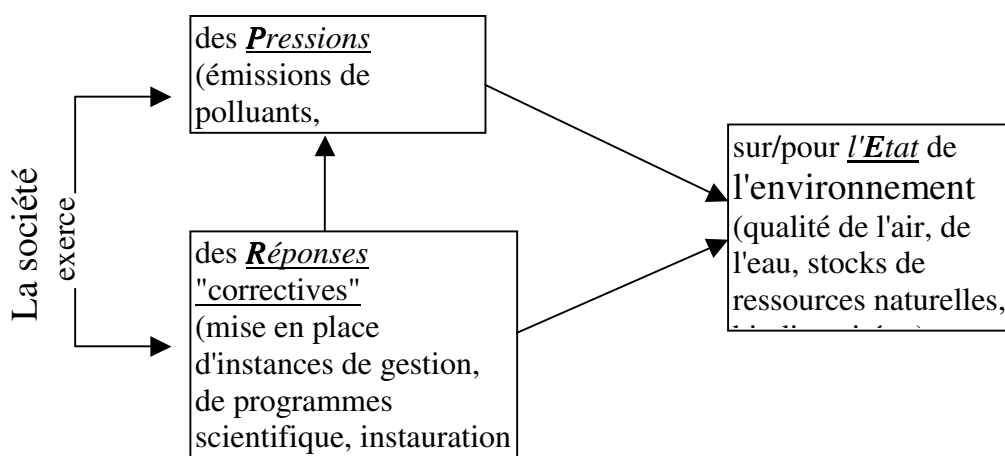 La société
exerce
des Pressions
(émissions de
polluants,
des Réponses
"correctives"
(mise en place
d'instances de gestion,
de programmes
scientifique, instauration
sur/pour l'Etat de
l'environnement
(qualité de l'air, de
l'eau, stocks de
ressources naturelles,